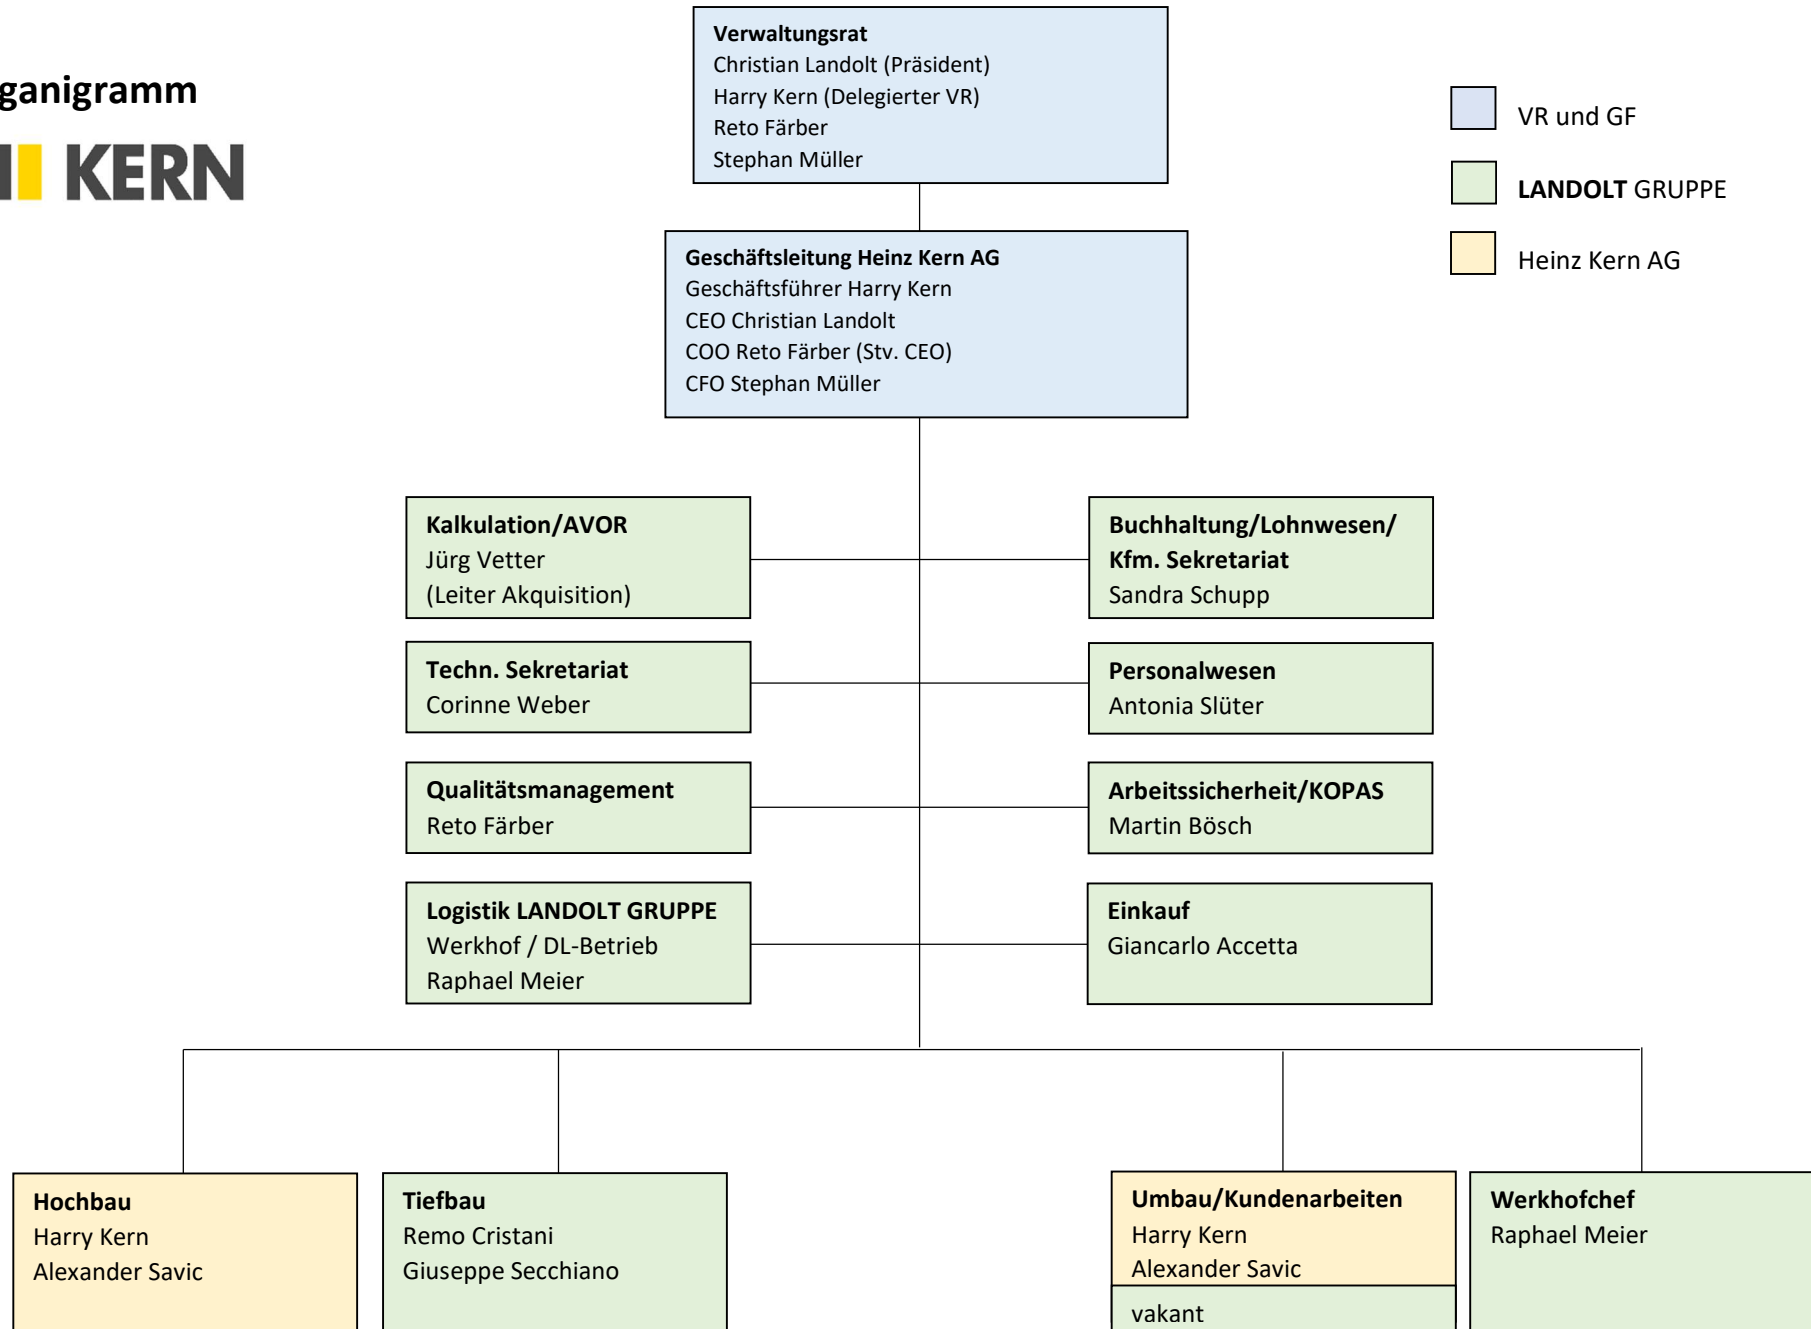 ganigramm
KERN
Verwaltungsrat
Christian Landolt (Präsident)
Harry Kern (Delegierter VR)
Reto Färber
Stephan Müller
VR und GF
LANDOLT GRUPPE
Heinz Kern AG
Geschäftsleitung Heinz Kern AG
Geschäftsführer Harry Kern
CEO Christian Landolt
COO Reto Färber (Stv. CEO)
CFO Stephan Müller
Kalkulation/AVOR
Jürg Vetter
(Leiter Akquisition)
Buchhaltung/Lohnwesen/
Kfm. Sekretariat
Sandra Schupp
Techn. Sekretariat
Corinne Weber
Personalwesen
Antonia Slüter
Qualitätsmanagement
Reto Färber
Arbeitssicherheit/KOPAS
Martin Bösch
Logistik LANDOLT GRUPPE
Werkhof / DL-Betrieb
Raphael Meier
Einkauf
Giancarlo Accetta
Hochbau
Harry Kern
Alexander Savic
Tiefbau
Remo Cristani
Giuseppe Secchiano
Umbau/Kundenarbeiten
Harry Kern
Alexander Savic
vakant
Werkhofchef
Raphael Meier